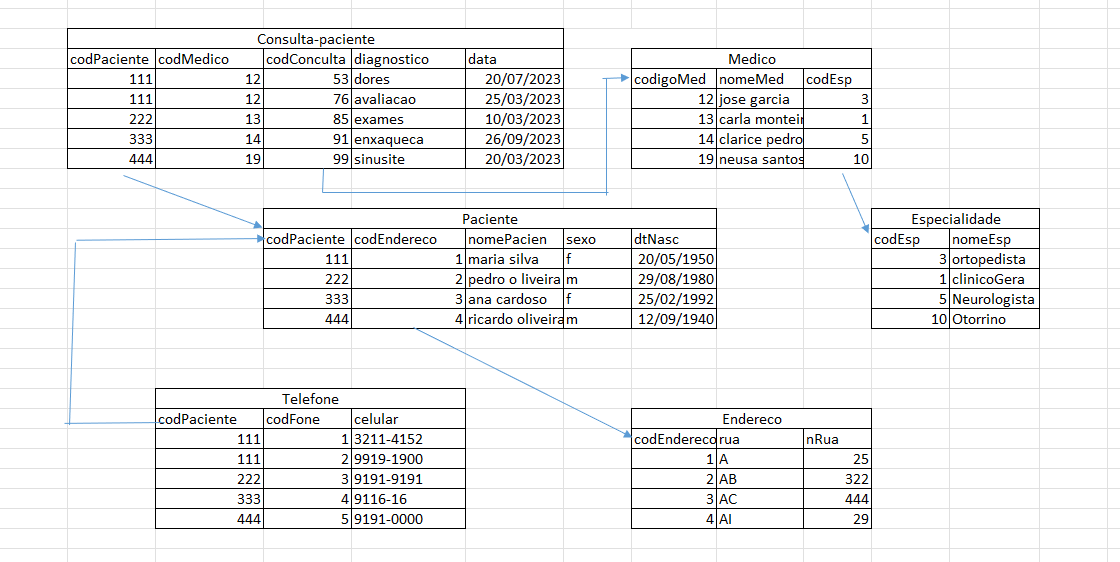 Consulta-paciente
codPaciente codMedico codConculta diagnostico data
111 12 53 dores 20/07/2023
111 12 76 avaliacao 25/03/2023
222 13 85 exames 10/03/2023
333 14 91 enxaqueca 26/09/2023
444 19 99 sinusite 20/03/2023
Medico
codigoMed nomeMed codEsp
12 jose garcia 3
13 carla monteir 1
14 clarice pedro 5
19 neusa santos 10
Paciente
codPaciente codEndereco nomePacien sexo dtNasc
111 1 maria silva f 20/05/1950
222 2 pedro o liveira m 29/08/1980
333 3 ana cardoso f 25/02/1992
444 4 ricardo oliveira m 12/09/1940
Especialidade
codEsp nomeEsp
3 ortopedista
1 clinicoGera
5 Neurologista
10 Otorrino
Telefone
codPaciente codFone celular
111 1 3211-4152
111 2 9919-1900
222 3 9191-9191
333 4 9116-16
444 5 9191-0000
Endereco
codEndereco rua nRua
1 A 25
2 AB 322
3 AC 444
4 AI 29